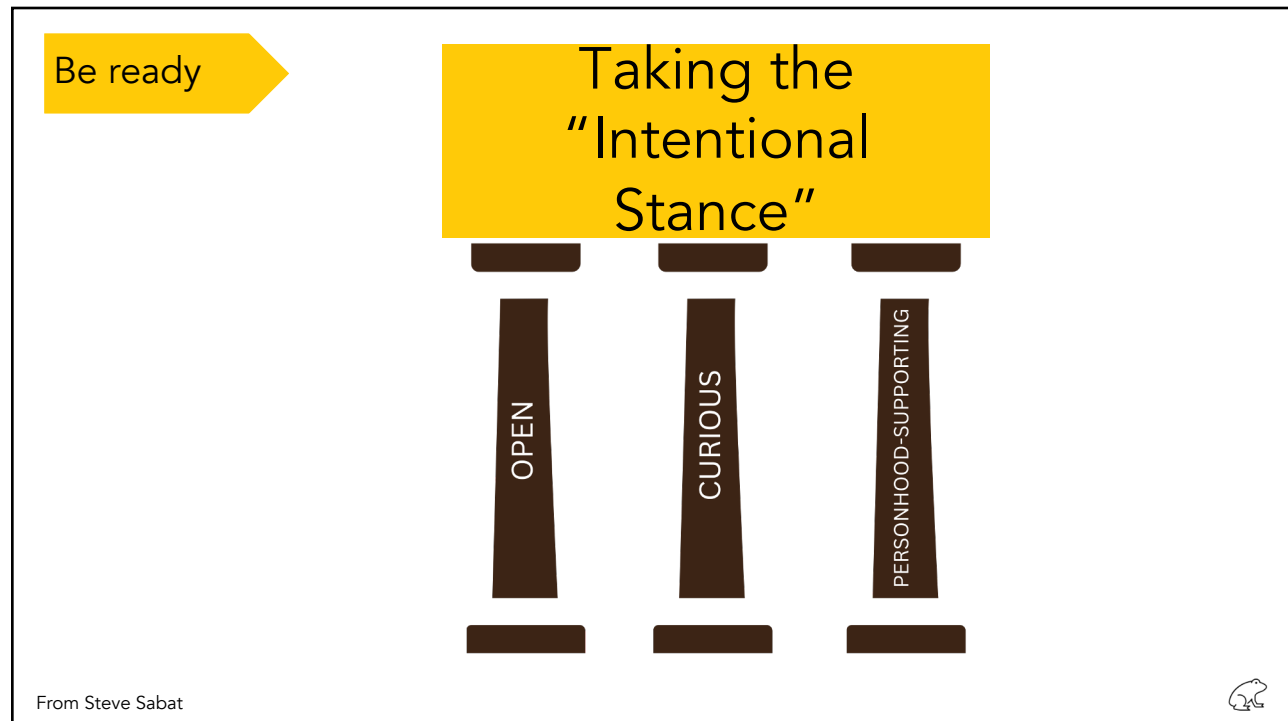 Be ready
Taking the
“Intentional
Stance”
OPEN
CURIOUS
PERSONHOOD-SUPPORTING
From Steve Sabat